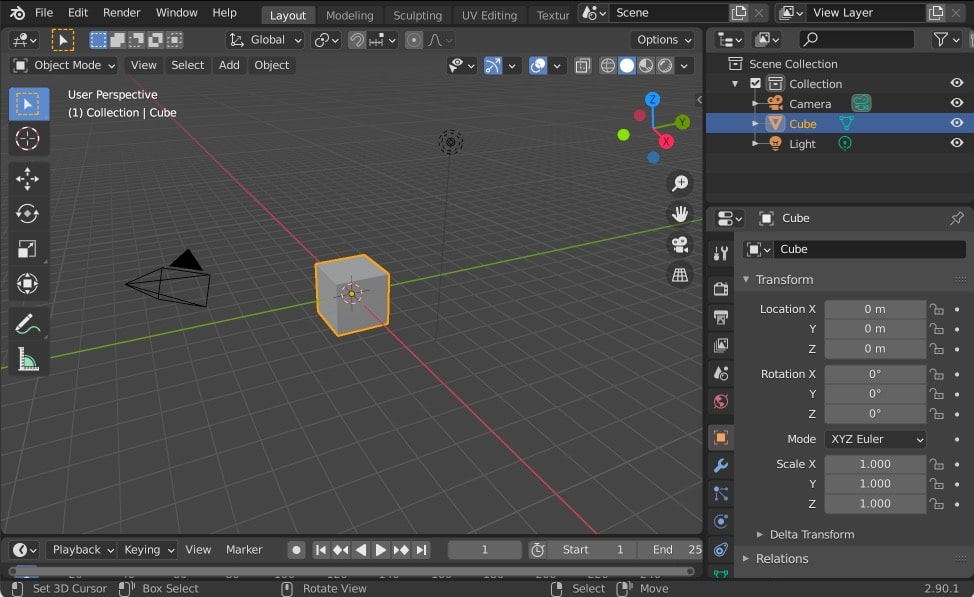 File Edit Render Window Help Layout Modeling Sculpting UV Editing Textur Scene View Layer
Global Options
Object Mode View Select Add Object
User Perspective
(1) Collection | Cube
Z
Y
X
Scene Collection
Collection
Camera
Cube
Light
Cube
Cube
Transform
Location X 0 m
Y 0 m
Z 0 m
Rotation X 0°
Y 0°
Z 0°
Mode XYZ Euler
Scale X 1.000
Y 1.000
Z 1.000
Delta Transform
Relations
Playback Keying View Marker 1 Start 1 End 25
Set 3D Cursor Box Select Rotate View Select Move 2.90.1